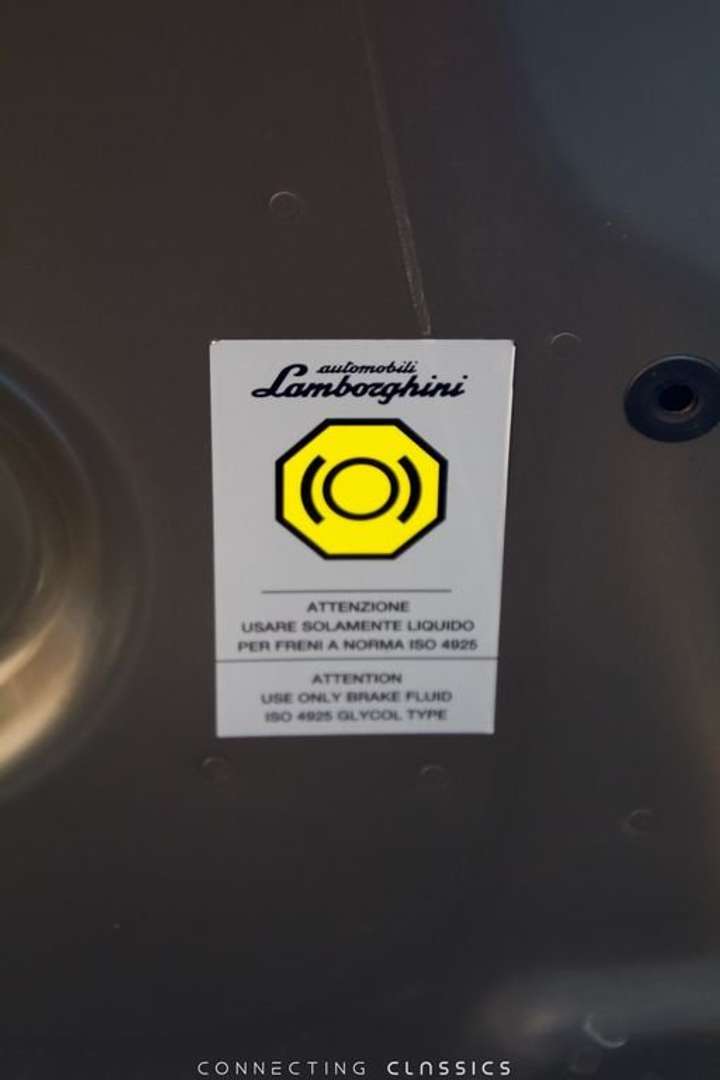 automobili
Lamborghini
ATTENZIONE
USARE SOLAMENTE LIQUIDO
PER FRENI A NORMA ISO 4925
ATTENTION
USE ONLY BRAKE FLUID
ISO 4925 GLYCOL TYPE
CONNECTING CLASSICS